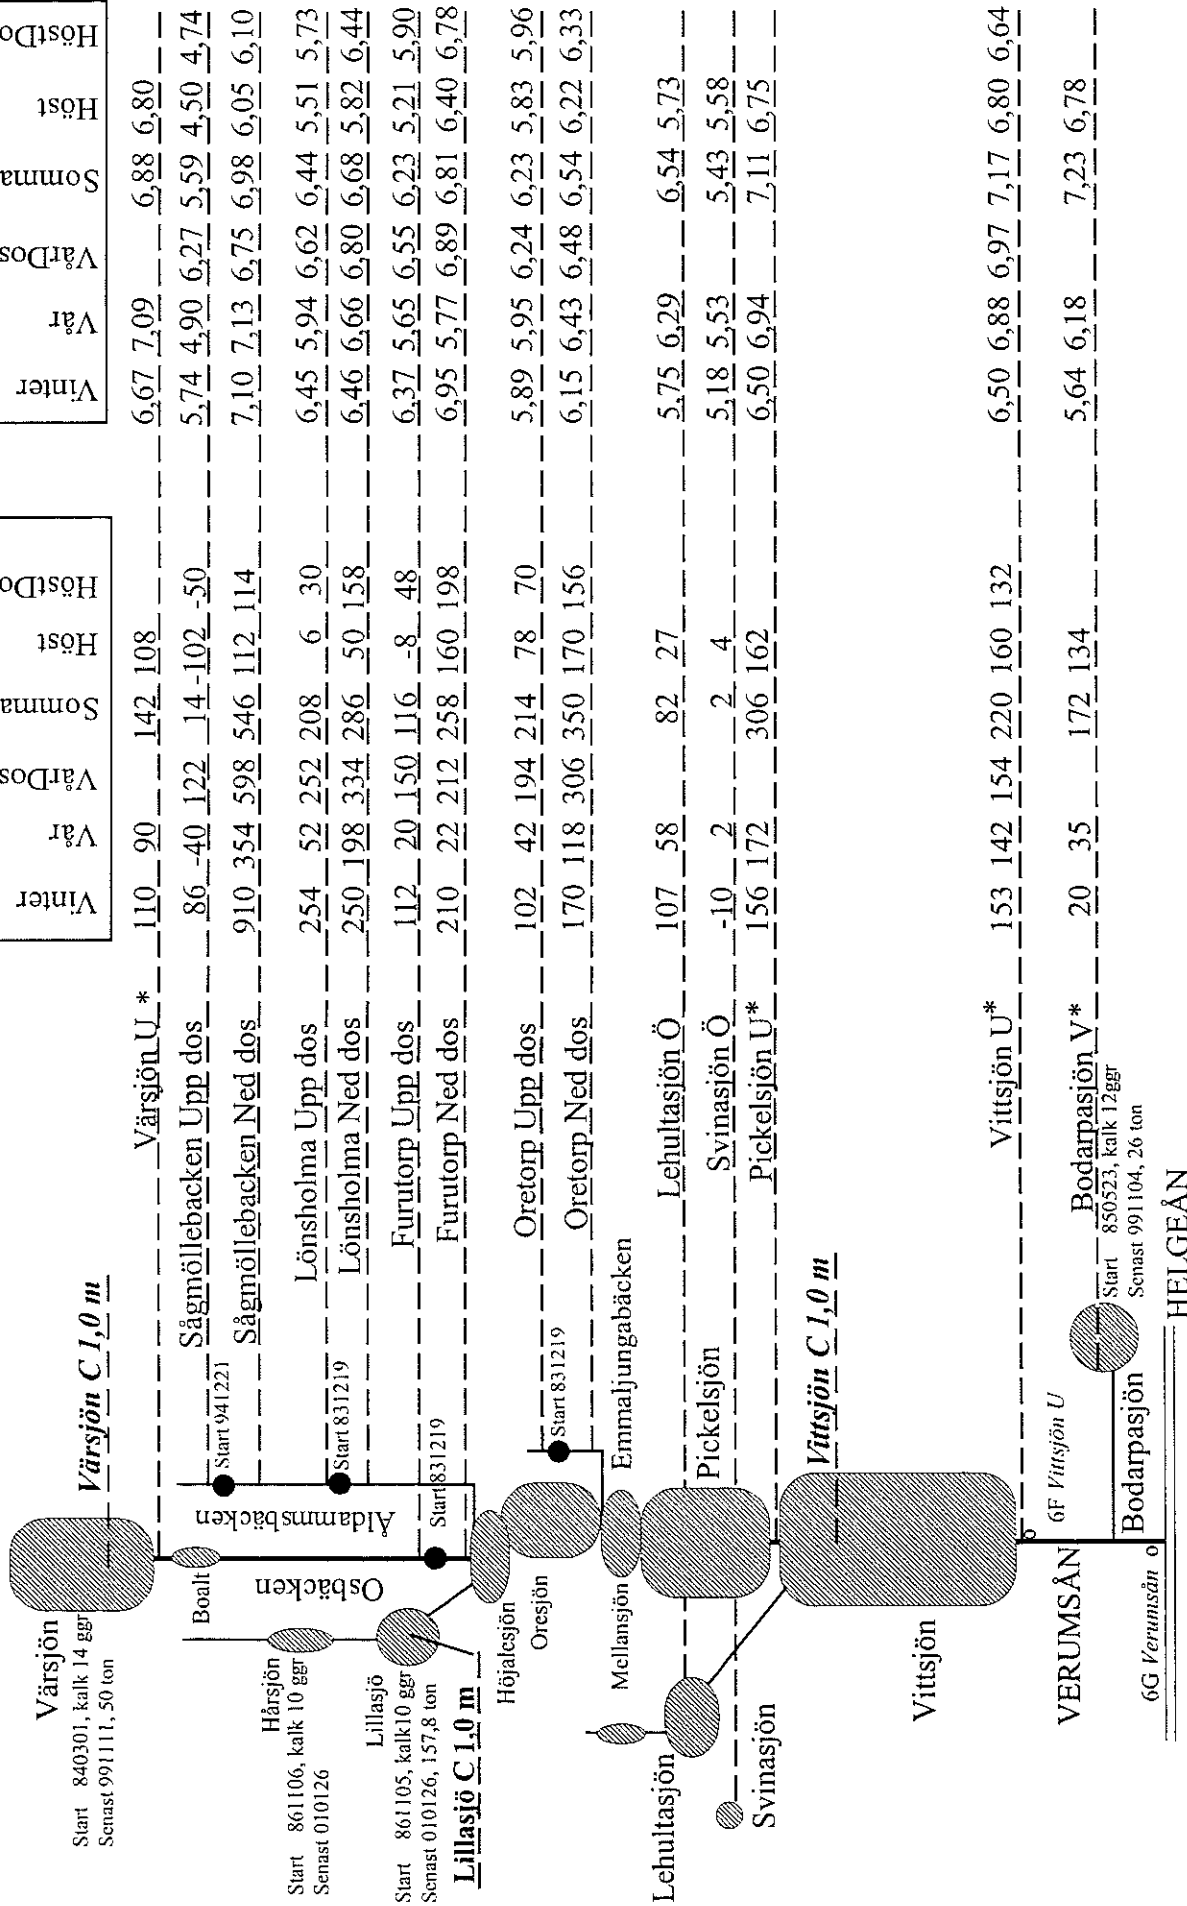 Värsjön
Start 840301, kalk 14 ggr
Senast 991111, 50 ton
Värsjön C 1,0 m
Boalt
Osbäcken
Åldammsbäcken
Start 941221
Start 831219
Start 831219
Hårsjön
Start 861106, kalk 10 ggr
Senast 010126
Lillasjö
Start 861105, kalk10 ggr
Senast 010126, 157,8 ton
Lillasjö C 1,0 m
Höjalesjön
Oresjön
Start 831219
Emmaljungabäcken
Mellansjön
Pickelsjön
Lehultasjön
Svinasjön
Vittsjön C 1,0 m
Vittsjön
6F Vittsjön U
VERUMSÅN
Bodarpasjön
6G Verumsån
HELGEÅN
Start 850523, kalk 12ggr
Senast 991104, 26 ton
Vinter Vår VårDos Somma Höst HöstDo
Vinter Vår VårDos Somma Höst HöstDo
Värsjön U * 110 90 142 108 6,67 7,09 6,88 6,80
Sågmöllebacken Upp dos 86 -40 122 14 -102 -50 5,74 4,90 6,27 5,59 4,50 4,74
Sågmöllebacken Ned dos 910 354 598 546 112 114 7,10 7,13 6,75 6,98 6,05 6,10
Lönsholma Upp dos 254 52 252 208 6 30 6,45 5,94 6,62 6,44 5,51 5,73
Lönsholma Ned dos 250 198 334 286 50 158 6,46 6,66 6,80 6,68 5,82 6,44
Furutorp Upp dos 112 20 150 116 -8 48 6,37 5,65 6,55 6,23 5,21 5,90
Furutorp Ned dos 210 22 212 258 160 198 6,95 5,77 6,89 6,81 6,40 6,78
Oretorp Upp dos 102 42 194 214 78 70 5,89 5,95 6,24 6,23 5,83 5,96
Oretorp Ned dos 170 118 306 350 170 156 6,15 6,43 6,48 6,54 6,22 6,33
Lehultasjön Ö 107 58 82 27 5,75 6,29 6,54 5,73
Svinasjön Ö -10 2 2 4 5,18 5,53 5,43 5,58
Pickelsjön U* 156 172 306 162 6,50 6,94 7,11 6,75
Vittsjön U* 153 142 154 220 160 132 6,50 6,88 6,97 7,17 6,80 6,64
Bodarpasjön V* 20 35 172 134 5,64 6,18 7,23 6,78